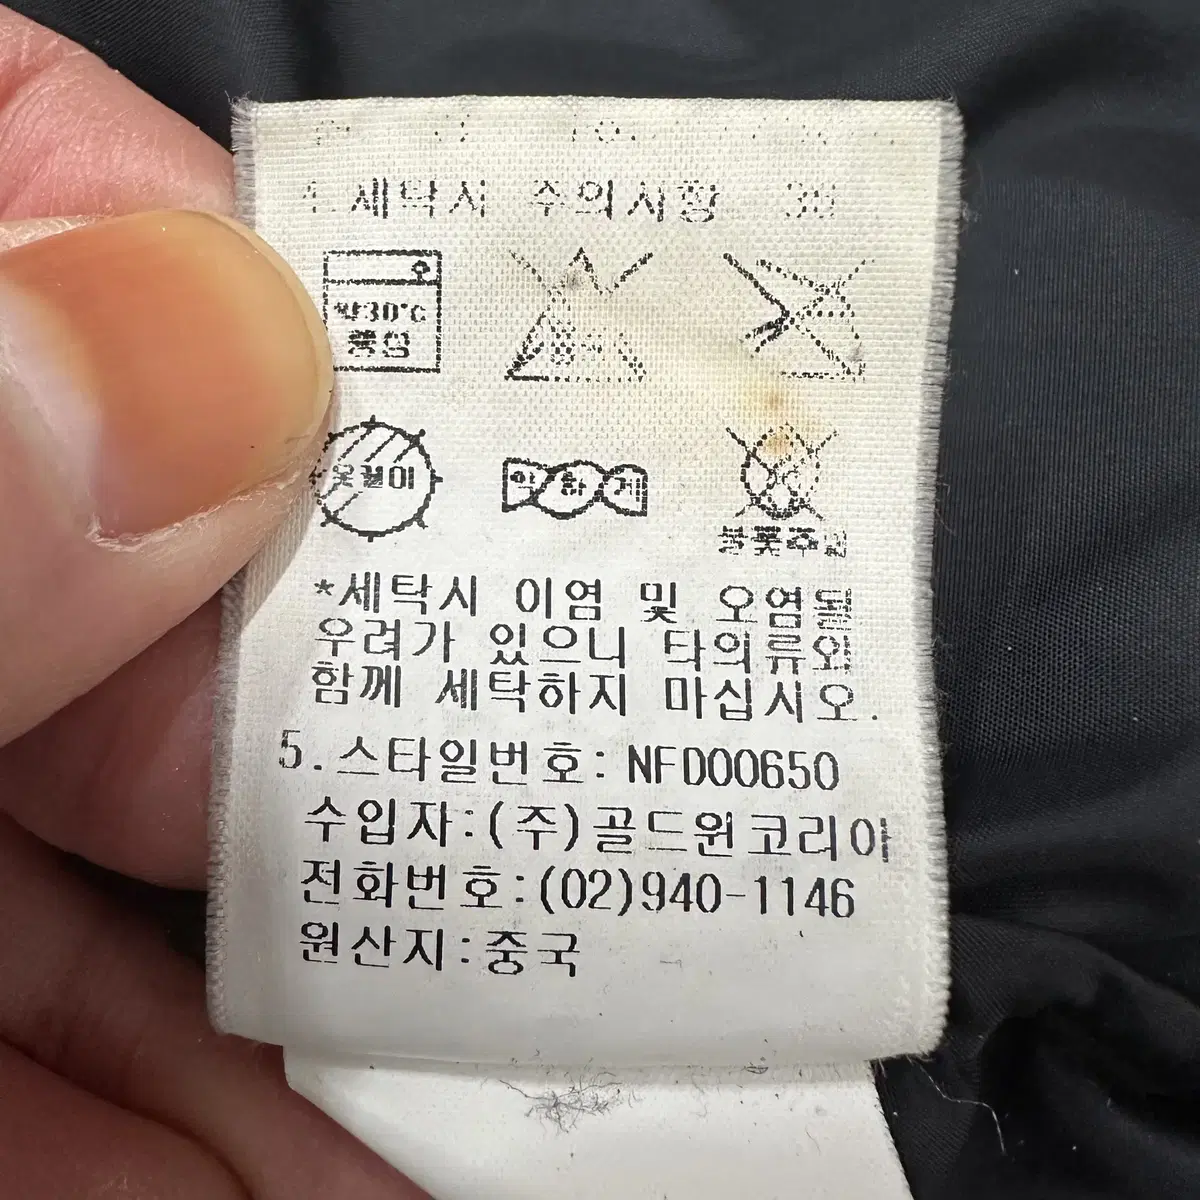 4.세탁시 주의사항
약30°C
중성
옷걸이
약하게
불꽃주의
*세탁시 이염 및 오염될
우려가 있으니 타의류와
함께 세탁하지 마십시오.
5.스타일번호:NFD00650
수입자:(주)골드윈코리아
전화번호:(02)940-1146
원산지:중국